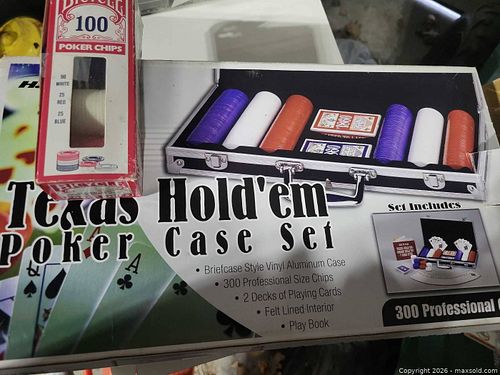 BICYCLE
100
POKER CHIPS
50
WHITE
25
RED
25
BLUE
BICYCLE
Texas Hold'em
Poker Case Set
• Briefcase Style Vinyl Aluminum Case
• 300 Professional Size Chips
• 2 Decks of Playing Cards
• Felt Lined Interior
• Play Book
Set Includes
300 Professional
A
A
Copyright 2026 - maxsold.com